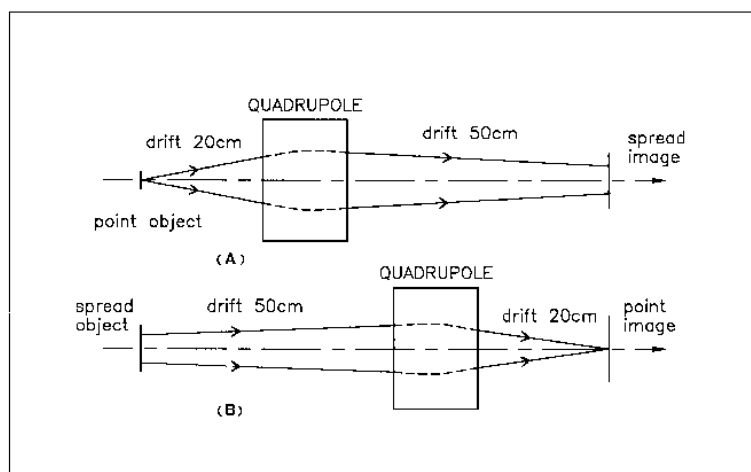 QUADRUPOLE
drift 20cm
drift 50cm
spread
image
point object
(A)
QUADRUPOLE
spread
object
drift 50cm
drift 20cm
point
image
(B)